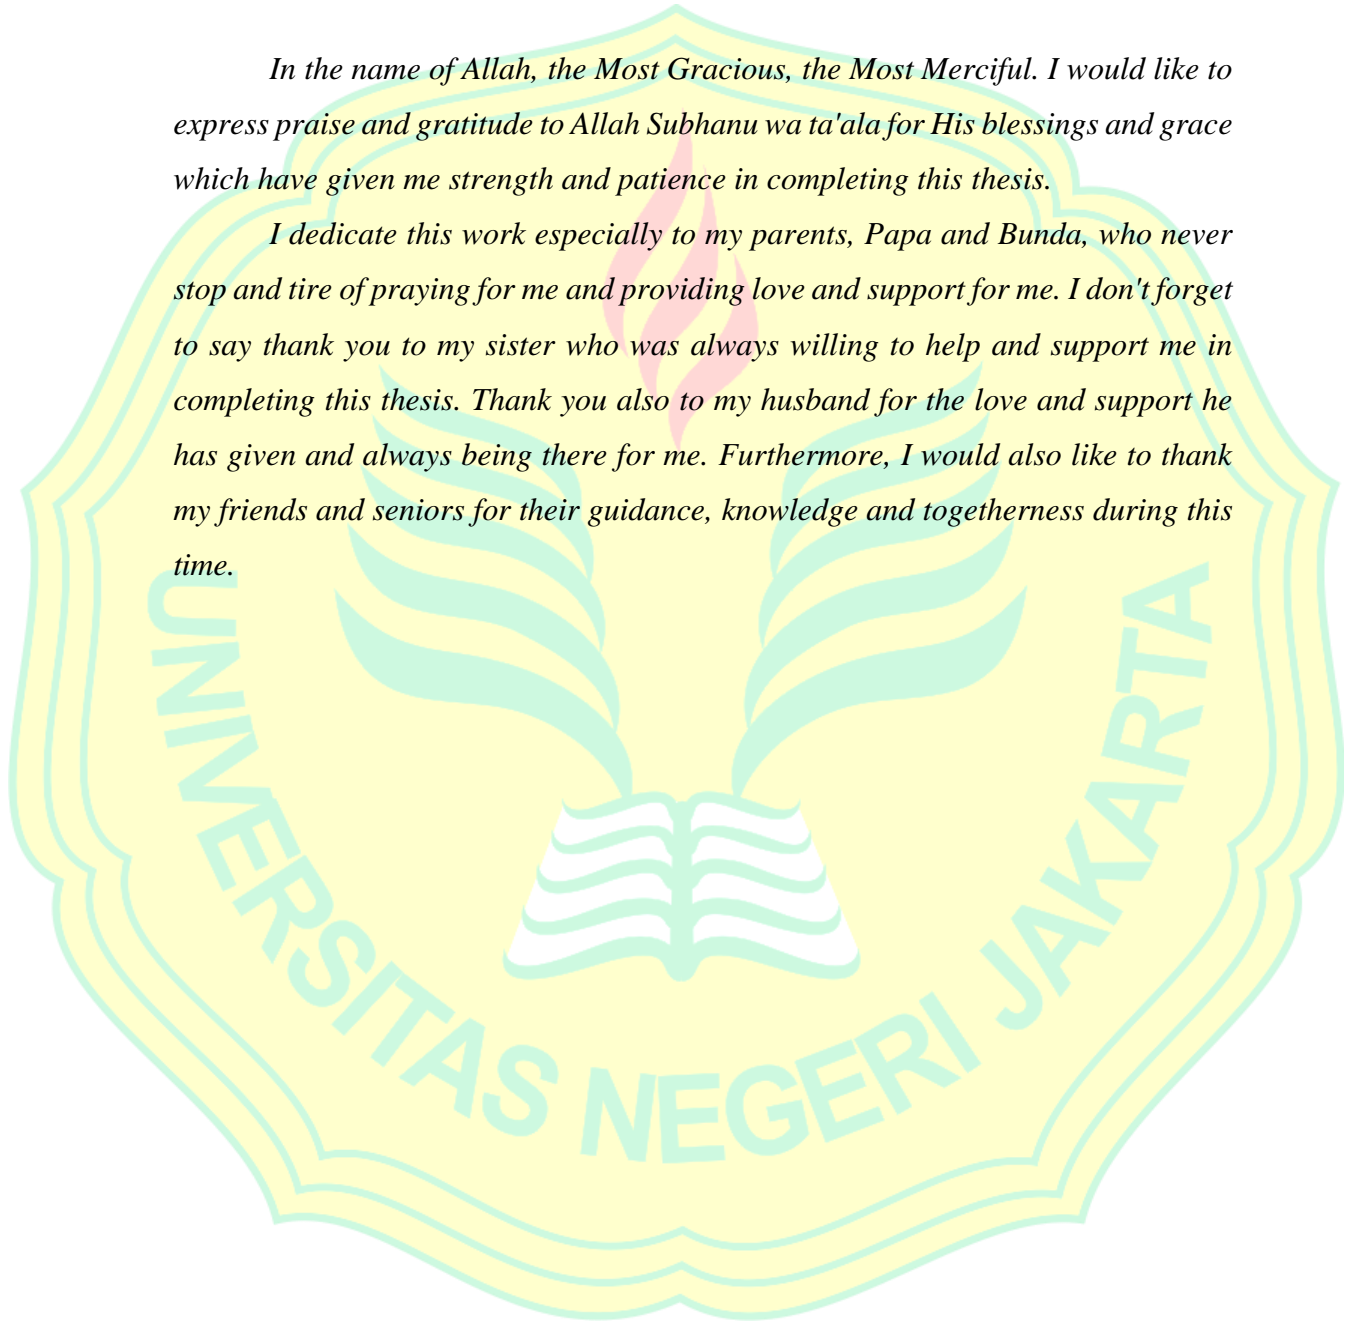 In the name of Allah, the Most Gracious, the Most Merciful. I would like to
express praise and gratitude to Allah Subhanu wa ta'ala for His blessings and grace
which have given me strength and patience in completing this thesis.
I dedicate this work especially to my parents, Papa and Bunda, who never
stop and tire of praying for me and providing love and support for me. I don't forget
to say thank you to my sister who was always willing to help and support me in
completing this thesis. Thank you also to my husband for the love and support he
has given and always being there for me. Furthermore, I would also like to thank
my friends and seniors for their guidance, knowledge and togetherness during this
time.
UNIVERSITAS NEGERI JAKARTA